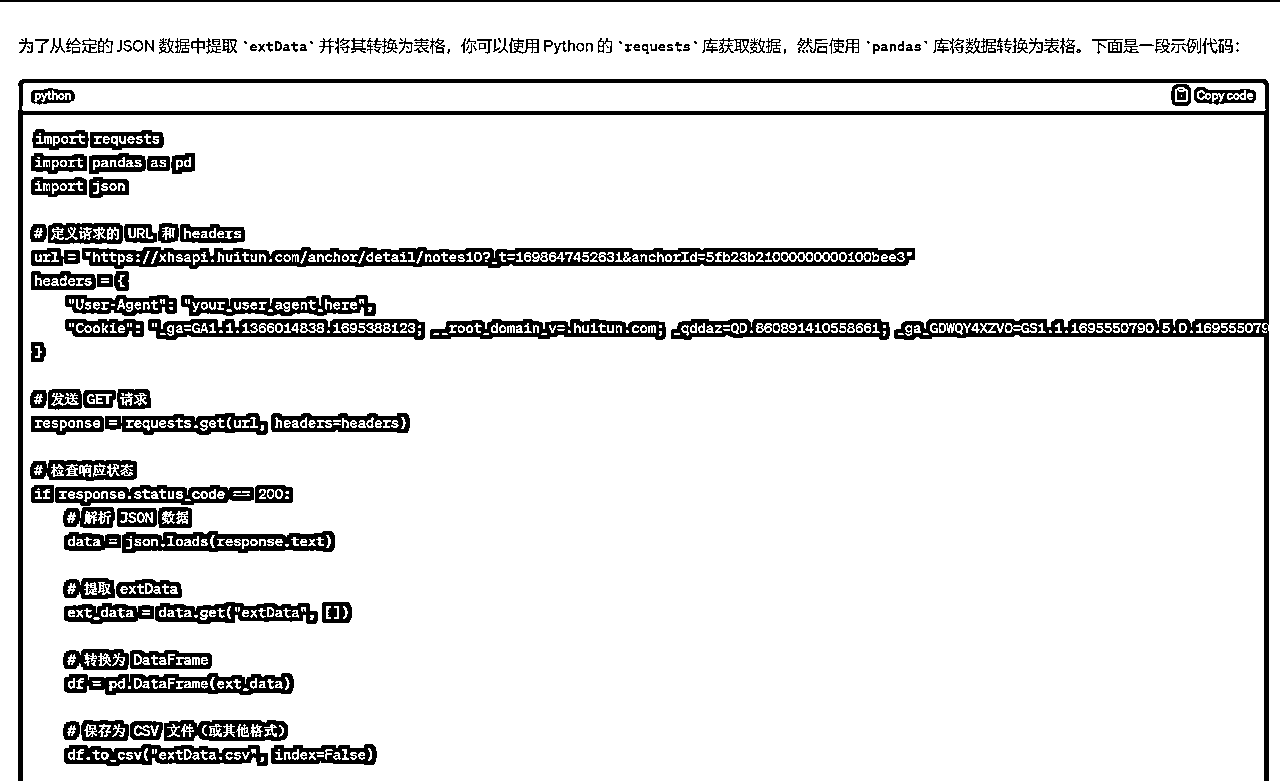 为了从给定的 JSON 数据中提取 `extData` 并将其转换为表格，你可以使用 Python 的 `requests` 库获取数据，然后使用 `pandas` 库将数据转换为表格。下面是一段示例代码：
python Copy code
import requests
import pandas as pd
import json
# 定义请求的 URL 和 headers
url = "https://xhsapi.huitun.com/anchor/detail/notes10?_t=1698647452631&anchorId=5fb23b21000000000100bee3"
headers = {
"User-Agent": "your_user_agent_here",
"Cookie": "_ga=GA1.1.1366014838.1695388123; __root_domain_v=.huitun.com; _qddaz=QD.860891410558661; _ga_GDWQY4XZV0=GS1.1.1695550790.5.0.169555079
}
# 发送 GET 请求
response = requests.get(url, headers=headers)
# 检查响应状态
if response.status_code == 200:
# 解析 JSON 数据
data = json.loads(response.text)
# 提取 extData
ext_data = data.get("extData", [])
# 转换为 DataFrame
df = pd.DataFrame(ext_data)
# 保存为 CSV 文件（或其他格式）
df.to_csv("extData.csv", index=False)